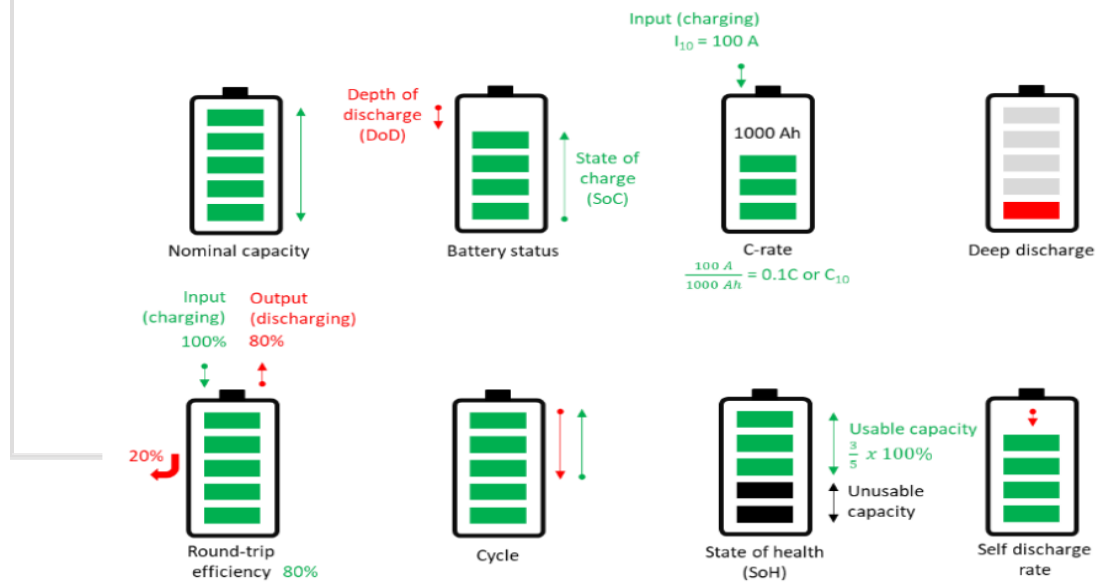 Input (charging)
I₁₀ = 100 A
Depth of
discharge
(DoD)
1000 Ah
State of
charge
(SoC)
Nominal capacity
Battery status
C-rate
Deep discharge
100 A
1000 Ah
= 0.1C or C₁₀
Input
(charging)
100%
Output
(discharging)
80%
20%
Usable capacity
3/5 x 100%
Unusable
capacity
Round-trip
efficiency 80%
Cycle
State of health
(SoH)
Self discharge
rate